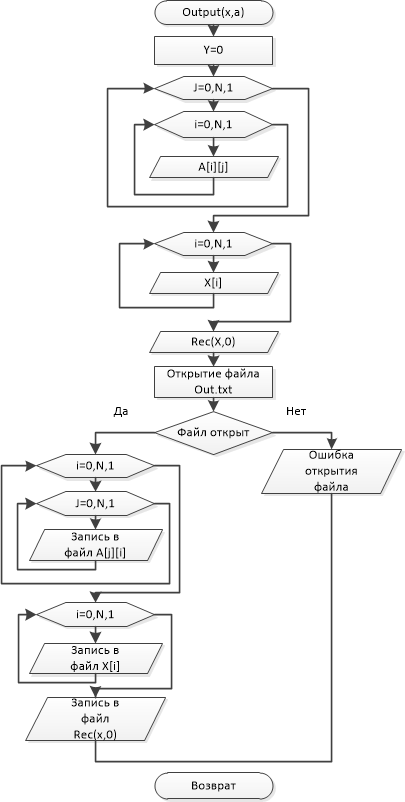 Output(x,a)
Y=0
J=0,N,1
i=0,N,1
A[i][j]
i=0,N,1
X[i]
Rec(X,0)
Открытие файла
Out.txt
Да
Нет
Файл открыт
i=0,N,1
Ошибка
открытия
файла
J=0,N,1
Запись в
файл A[j][i]
i=0,N,1
Запись в
файл X[i]
Запись в
файл
Rec(x,0)
Возврат